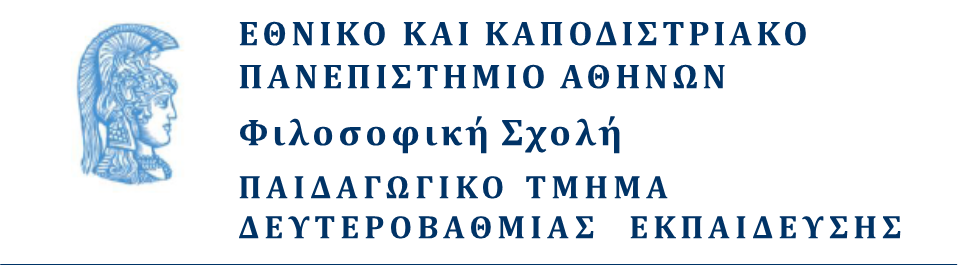 ΕΘΝΙΚΟ ΚΑΙ ΚΑΠΟΔΙΣΤΡΙΑΚΟ
ΠΑΝΕΠΙΣΤΗΜΙΟ ΑΘΗΝΩΝ
Φιλοσοφική Σχολή
ΠΑΙΔΑΓΩΓΙΚΟ ΤΜΗΜΑ
ΔΕΥΤΕΡΟΒΑΘΜΙΑΣ ΕΚΠΑΙΔΕΥΣΗΣ